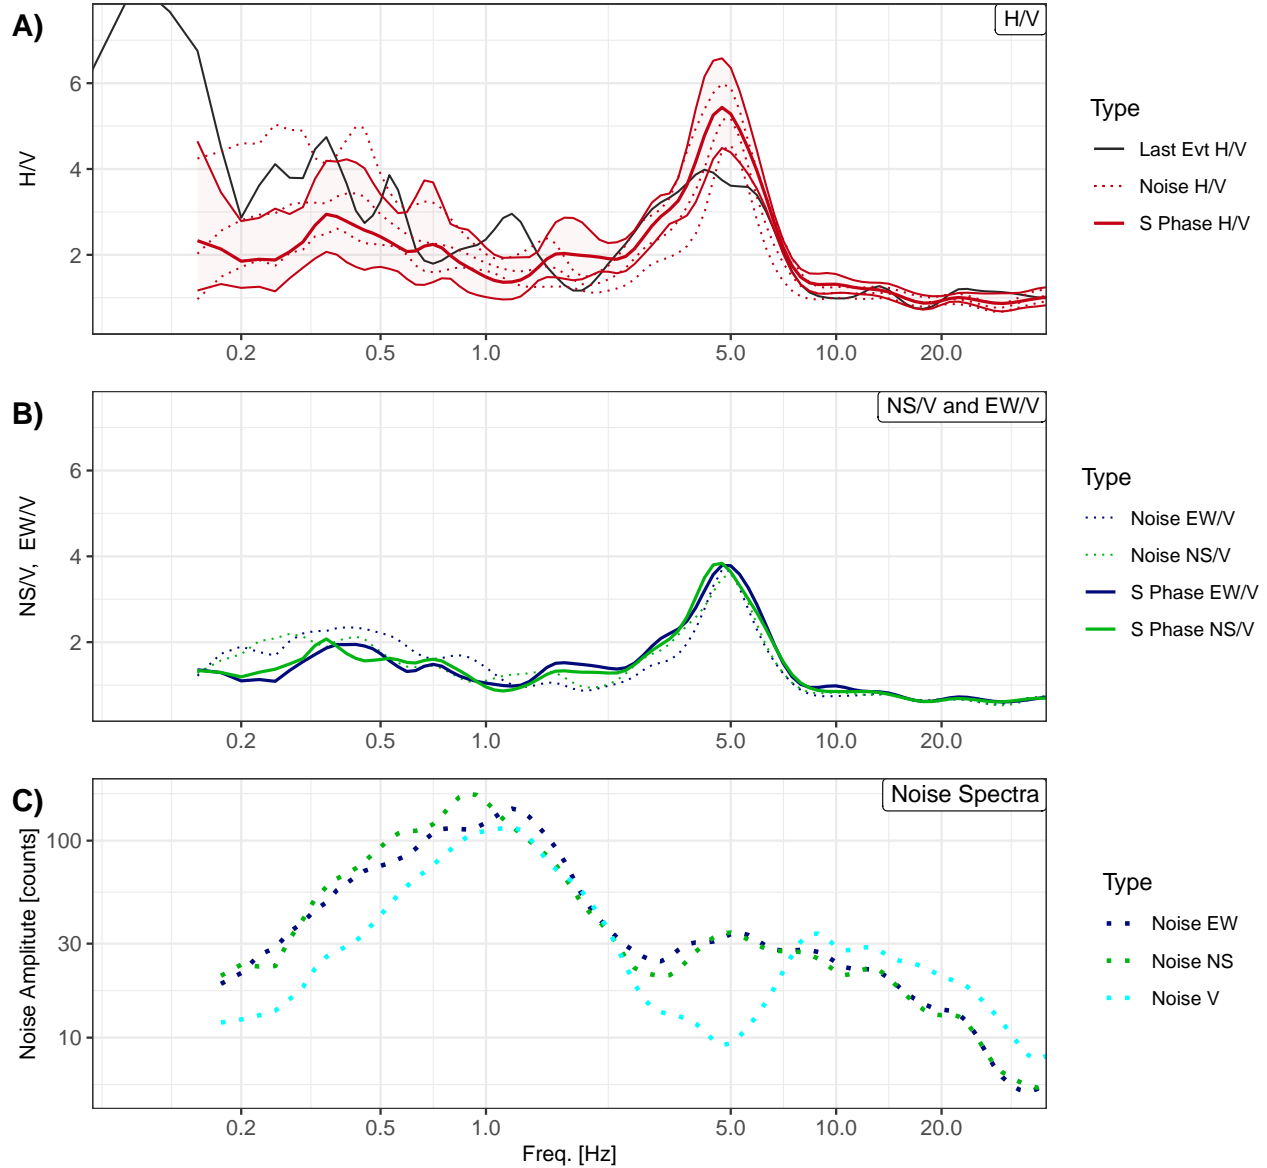 A)
H/V
6
4
2
H/V
0.2 0.5 1.0 5.0 10.0 20.0
Type
Last Evt H/V
Noise H/V
S Phase H/V
B)
NS/V and EW/V
6
4
2
NS/V, EW/V
0.2 0.5 1.0 5.0 10.0 20.0
Type
Noise EW/V
Noise NS/V
S Phase EW/V
S Phase NS/V
C)
Noise Spectra
100
30
10
Noise Amplitude [counts]
0.2 0.5 1.0 5.0 10.0 20.0
Freq. [Hz]
Type
Noise EW
Noise NS
Noise V